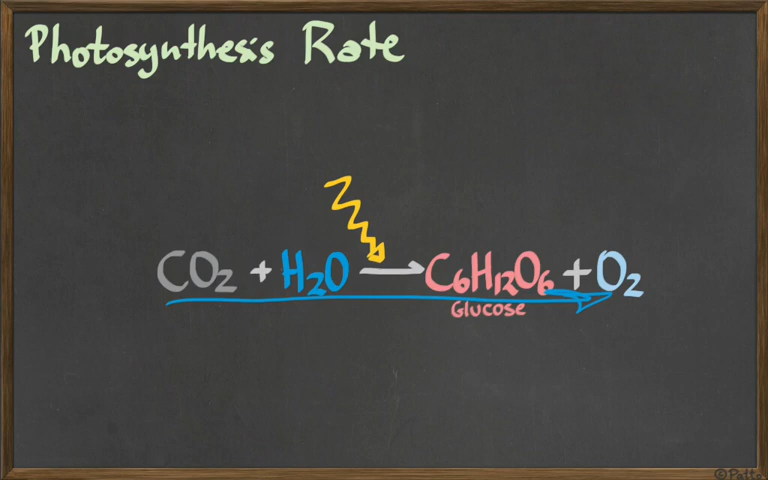 Photosynthesis Rate
CO₂ + H₂O → C₆H₁₂O₆ + O₂
Glucose